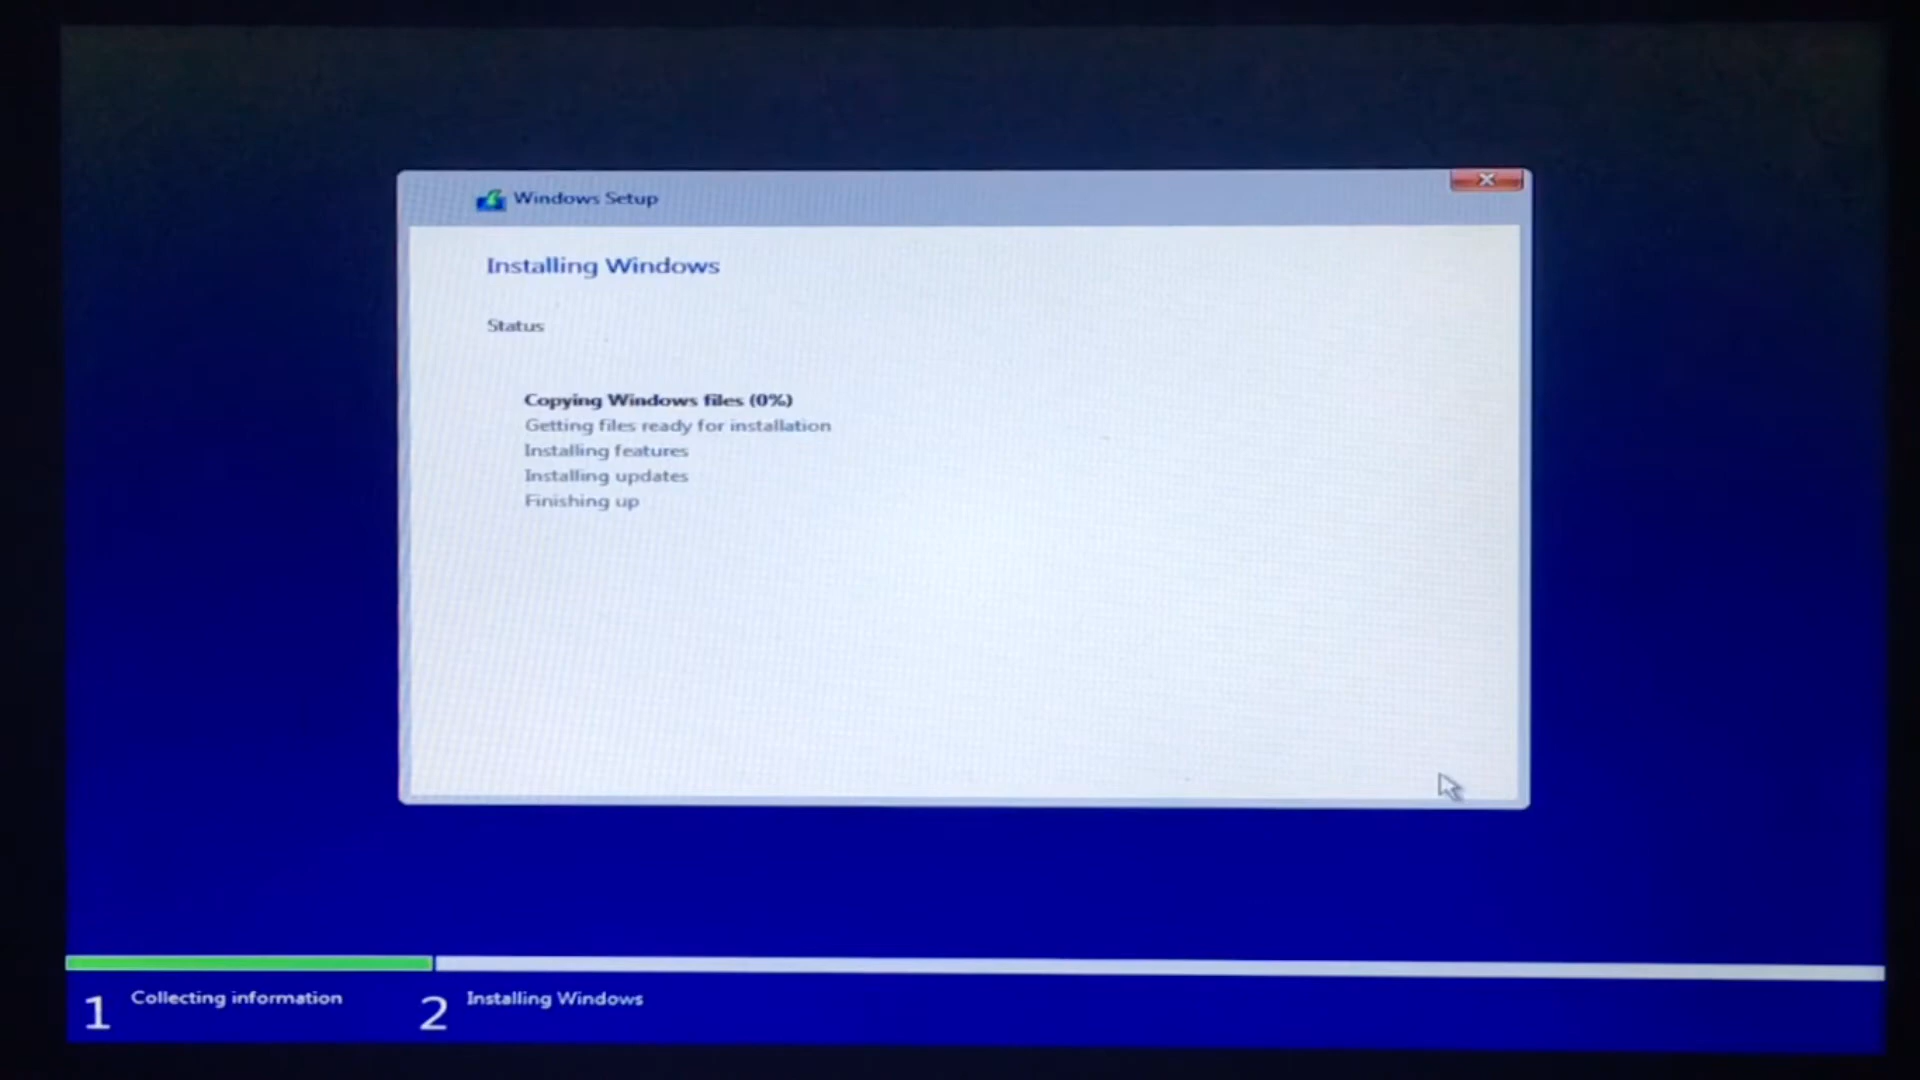 Windows Setup
Installing Windows
Status
Copying Windows files (0%)
Getting files ready for installation
Installing features
Installing updates
Finishing up
1 Collecting information
2 Installing Windows